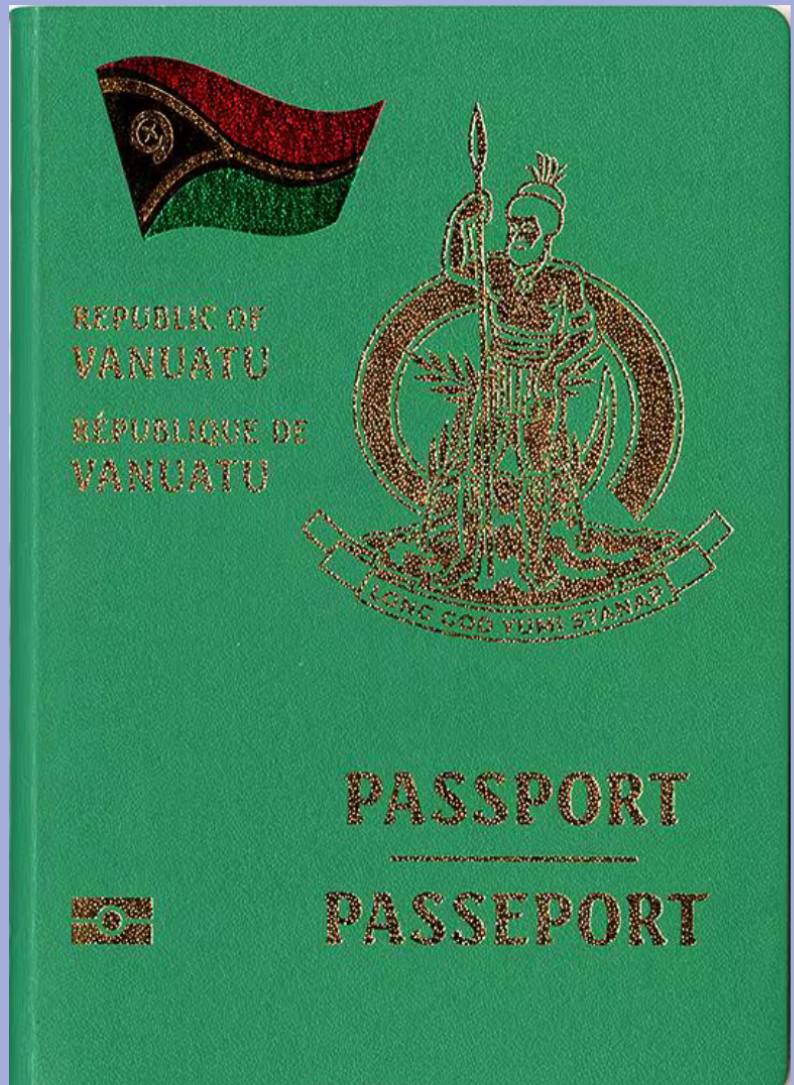 REPUBLIC OF
VANUATU
RÉPUBLIQUE DE
VANUATU
LONG GOD YUMI STANAP
PASSPORT
PASSEPORT